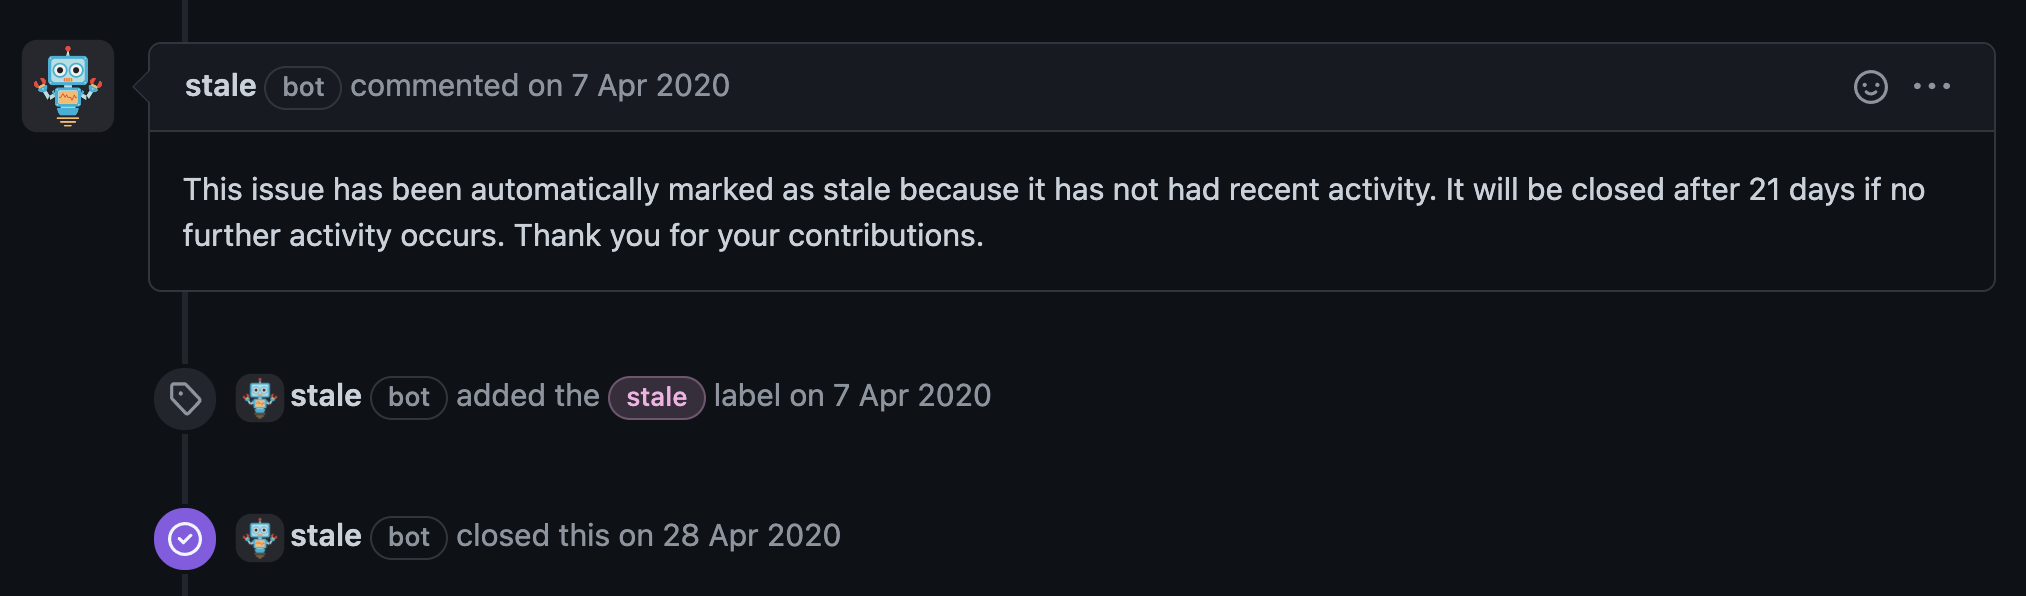 stale bot commented on 7 Apr 2020
This issue has been automatically marked as stale because it has not had recent activity. It will be closed after 21 days if no
further activity occurs. Thank you for your contributions.
stale bot added the stale label on 7 Apr 2020
stale bot closed this on 28 Apr 2020